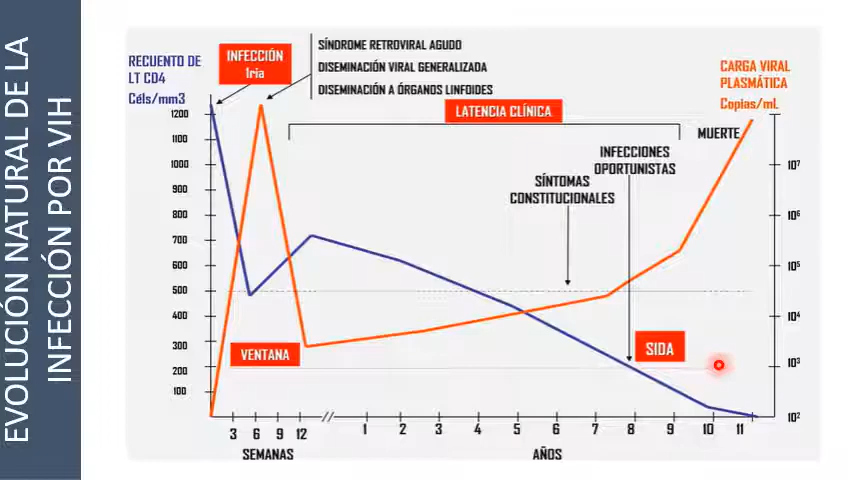 EVOLUCIÓN NATURAL DE LA
INFECCIÓN POR VIH
RECUENTO DE
LT CD4
Céls/mm3
INFECCIÓN
1ria
SÍNDROME RETROVIRAL AGUDO
DISEMINACIÓN VIRAL GENERALIZADA
DISEMINACIÓN A ÓRGANOS LINFOIDES
CARGA VIRAL
PLASMÁTICA
Copias/mL
LATENCIA CLÍNICA
MUERTE
INFECCIONES
OPORTUNISTAS
SÍNTOMAS
CONSTITUCIONALES
1200
1100
1000
900
800
700
600
500
400
300
200
100
10⁷
10⁶
10⁵
10⁴
10³
10²
VENTANA
SIDA
3 6 9 12 1 2 3 4 5 6 7 8 9 10 11
SEMANAS AÑOS